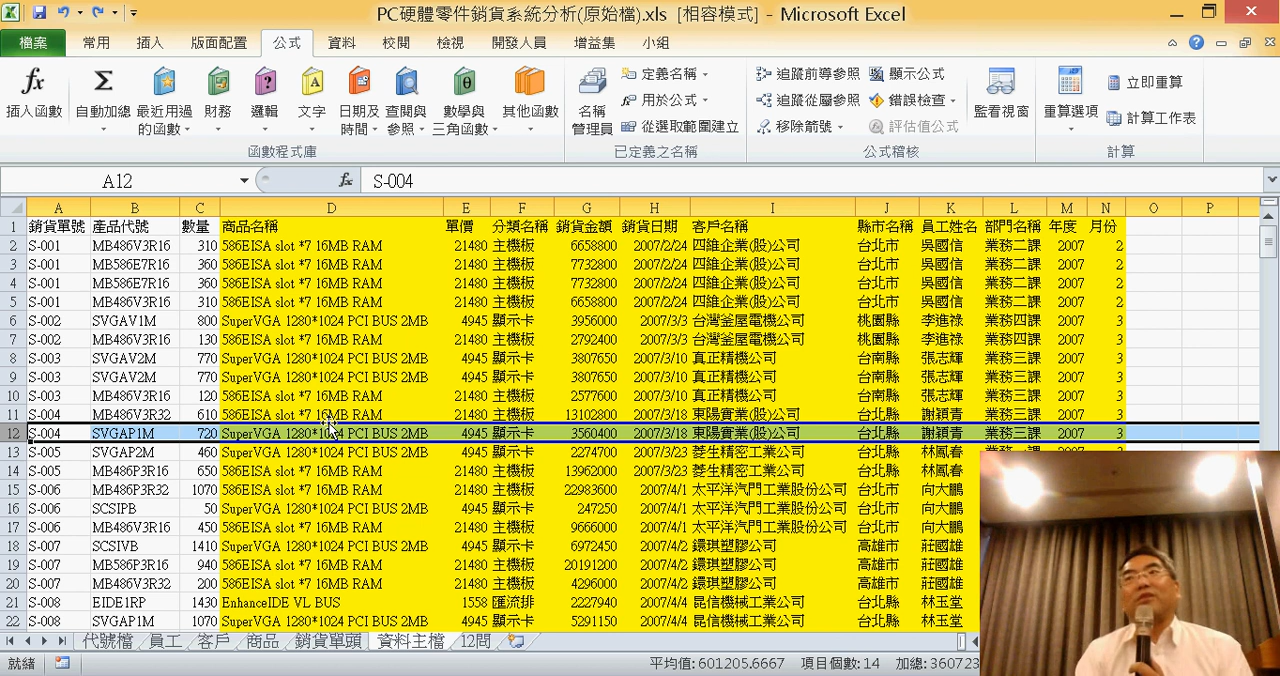 PC硬體零件銷貨系統分析(原始檔).xls [相容模式] - Microsoft Excel
檔案 常用 插入 版面配置 公式 資料 校閱 檢視 開發人員 增益集 小組
插入函數 自動加總 最近用過的函數 財務 邏輯 文字 日期及時間 查閱與參照 數學與三角函數 其他函數 名稱管理員 監看視窗 重算選項
定義名稱 追蹤前導參照 顯示公式 立即重算
用於公式 追蹤從屬參照 錯誤檢查 計算工作表
從選取範圍建立 移除箭號 評估值公式
函數程式庫 已定義之名稱 公式稽核 計算
A12 fx S-004
A B C D E F G H I J K L M N O P
1 銷貨單號 產品代號 數量 商品名稱 單價 分類名稱 銷貨金額 銷貨日期 客戶名稱 縣市名稱 員工姓名 部門名稱 年度 月份
2 S-001 MB486V3R16 310 586EISA slot *7 16MB RAM 21480 主機板 6658800 2007/2/24 四維企業(股)公司 台北市 吳國信 業務二課 2007 2
3 S-001 MB586E7R16 360 586EISA slot *7 16MB RAM 21480 主機板 7732800 2007/2/24 四維企業(股)公司 台北市 吳國信 業務二課 2007 2
4 S-001 MB586E7R16 360 586EISA slot *7 16MB RAM 21480 主機板 7732800 2007/2/24 四維企業(股)公司 台北市 吳國信 業務二課 2007 2
5 S-001 MB486V3R16 310 586EISA slot *7 16MB RAM 21480 主機板 6658800 2007/2/24 四維企業(股)公司 台北市 吳國信 業務二課 2007 2
6 S-002 SVGAV1M 800 SuperVGA 1280*1024 PCI BUS 2MB 4945 顯示卡 3956000 2007/3/3 台灣釜屋電機公司 桃園縣 李進祿 業務四課 2007 3
7 S-002 MB486V3R16 130 586EISA slot *7 16MB RAM 21480 主機板 2792400 2007/3/3 台灣釜屋電機公司 桃園縣 李進祿 業務四課 2007 3
8 S-003 SVGAV2M 770 SuperVGA 1280*1024 PCI BUS 2MB 4945 顯示卡 3807650 2007/3/10 真正精機公司 台南縣 張志輝 業務三課 2007 3
9 S-003 SVGAV2M 770 SuperVGA 1280*1024 PCI BUS 2MB 4945 顯示卡 3807650 2007/3/10 真正精機公司 台南縣 張志輝 業務三課 2007 3
10 S-003 MB486V3R16 120 586EISA slot *7 16MB RAM 21480 主機板 2577600 2007/3/10 真正精機公司 台南縣 張志輝 業務三課 2007 3
11 S-004 MB486V3R32 610 586EISA slot *7 16MB RAM 21480 主機板 13102800 2007/3/18 東陽實業(股)公司 台北縣 謝穎青 業務三課 2007 3
12 S-004 SVGAP1M 720 SuperVGA 1280*1024 PCI BUS 2MB 4945 顯示卡 3560400 2007/3/18 東陽實業(股)公司 台北縣 謝穎青 業務三課 2007 3
13 S-005 SVGAP2M 460 SuperVGA 1280*1024 PCI BUS 2MB 4945 顯示卡 2274700 2007/3/23 菱生精密工業公司 台北縣 林鳳春 業務三課 2007 3
14 S-005 MB486P3R16 650 586EISA slot *7 16MB RAM 21480 主機板 13962000 2007/3/23 菱生精密工業公司 台北縣 林鳳春
15 S-006 MB486P3R32 1070 586EISA slot *7 16MB RAM 21480 主機板 22983600 2007/4/1 太平洋汽門工業股份公司 台北市 向大鵬
16 S-006 SCSIPB 50 SuperVGA 1280*1024 PCI BUS 2MB 4945 顯示卡 247250 2007/4/1 太平洋汽門工業股份公司 台北市 向大鵬
17 S-006 MB486V3R16 450 586EISA slot *7 16MB RAM 21480 主機板 9666000 2007/4/1 太平洋汽門工業股份公司 台北市 向大鵬
18 S-007 SCSIVB 1410 SuperVGA 1280*1024 PCI BUS 2MB 4945 顯示卡 6972450 2007/4/2 鐶琪塑膠公司 高雄市 莊國雄
19 S-007 MB586P3R16 940 586EISA slot *7 16MB RAM 21480 主機板 20191200 2007/4/2 鐶琪塑膠公司 高雄市 莊國雄
20 S-007 MB486V3R32 200 586EISA slot *7 16MB RAM 21480 主機板 4296000 2007/4/2 鐶琪塑膠公司 高雄市 莊國雄
21 S-008 EIDE1RP 1430 EnhanceIDE VL BUS 1558 匯流排 2227940 2007/4/4 昆信機械工業公司 台北縣 林玉堂
22 S-008 SVGAP1M 1070 SuperVGA 1280*1024 PCI BUS 2MB 4945 顯示卡 5291150 2007/4/4 昆信機械工業公司 台北縣 林玉堂
代號檔 員工 客戶 商品 銷貨單頭 資料主檔 12問
就緒 平均值: 601205.6667 項目個數: 14 加總: 360723